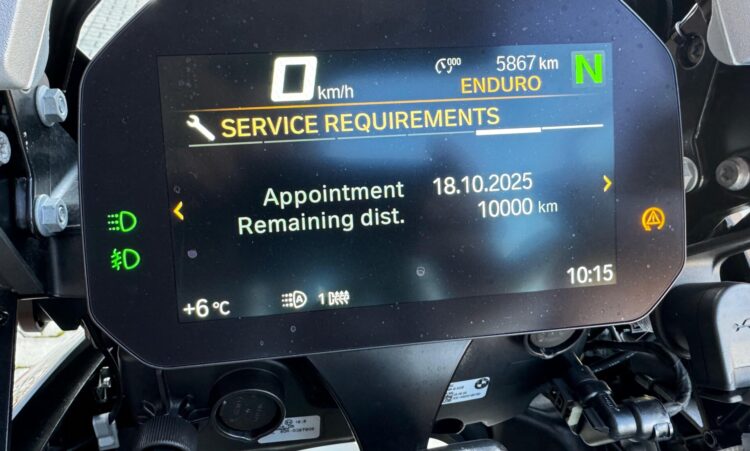 0 km/h
000
5867 km
ENDURO
N
SERVICE REQUIREMENTS
Appointment 18.10.2025
Remaining dist. 10000 km
+6 °C
A
1
10:15